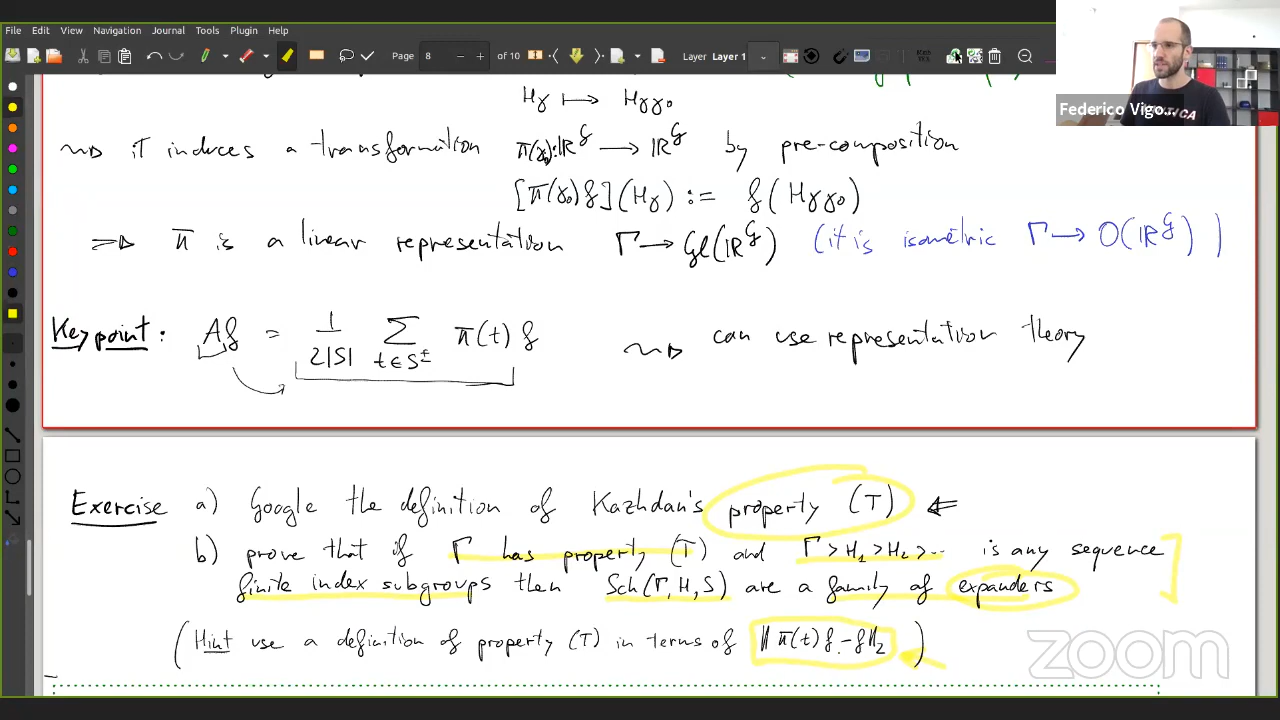 File Edit View Navigation Journal Tools Plugin Help
Page 8 of 10 Layer Layer 1
Federico Vigo...
Hγ ⟼ Hγγ₀
⇝ it induces a transformation π(γ₀): ℝ^G ⟶ ℝ^G by pre-composition
[π(γ₀)f](Hγ) := f(Hγγ₀)
⇒ π is a linear representation Γ → Gl(ℝ^G) (it is isometric Γ → O(ℝ^G))
Key point: Af = 1/2|S| ∑_{t∈S^±} π(t)f ⇝ can use representation theory
Exercise a) Google the definition of Kazhdan's property (T) ⇐
b) prove that if Γ has property (T) and Γ > H₁ > H₂ > ... is any sequence
finite index subgroups then Sch(Γ, H, S) are a family of expanders
(Hint use a definition of property (T) in terms of ‖π(t)f - f‖₂)
zoom